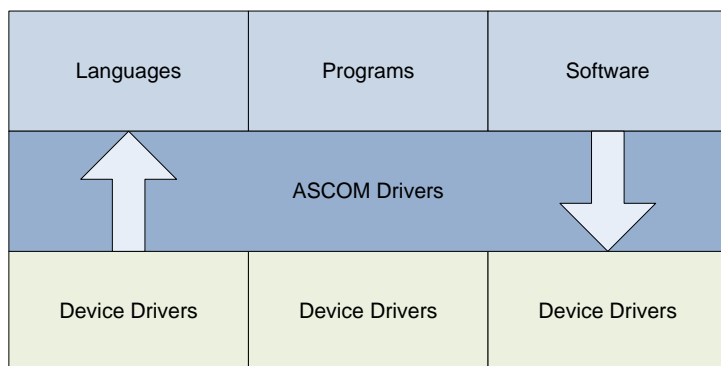 Languages
Programs
Software
ASCOM Drivers
Device Drivers
Device Drivers
Device Drivers